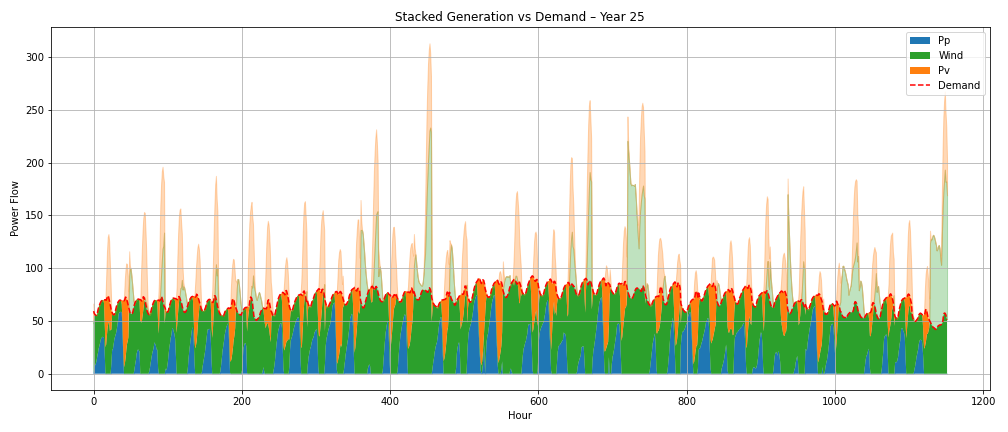 Stacked Generation vs Demand – Year 25
Power Flow
300
250
200
150
100
50
0
0 200 400 600 800 1000 1200
Hour
Pp
Wind
Pv
Demand